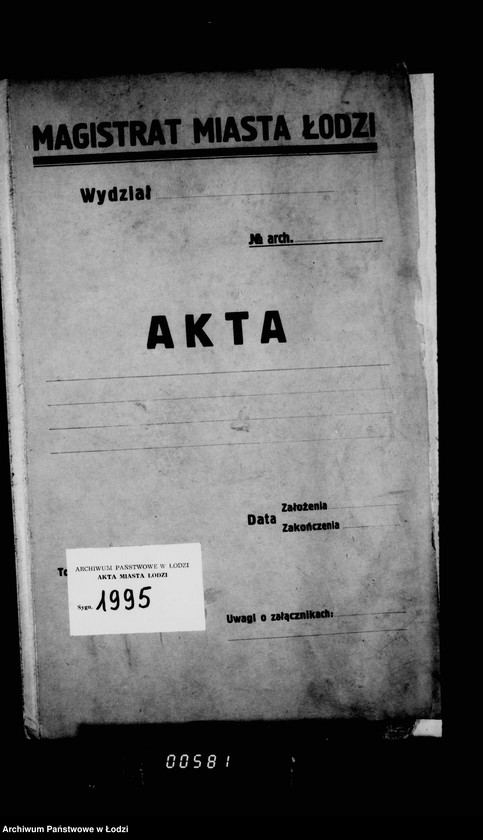 MAGISTRAT MIASTA ŁODZI
Wydział
№ arch.
AKTA
Data Założenia
Zakończenia
ARCHIWUM PAŃSTWOWE W ŁODZI
AKTA MIASTA ŁODZI
Sygn. 1995
Uwagi o załącznikach:
00581
Archiwum Państwowe w Łodzi